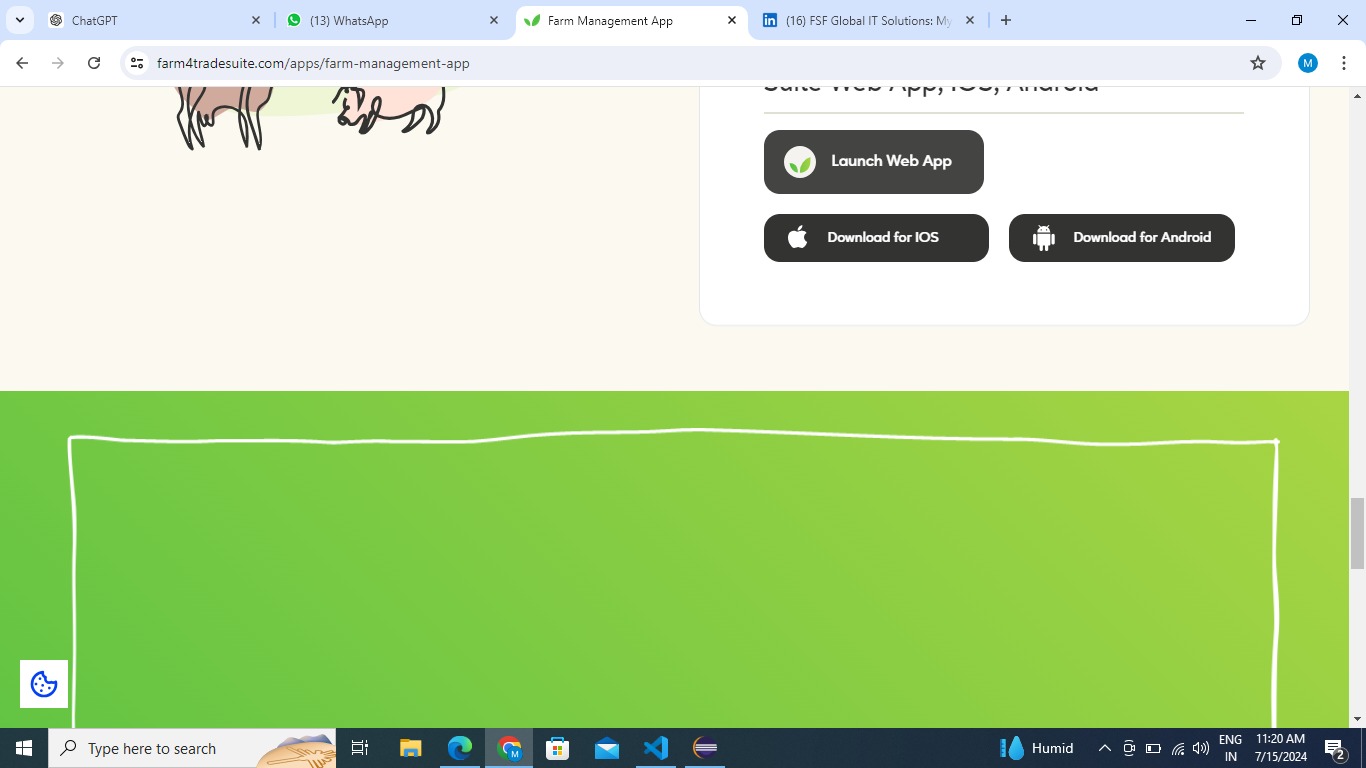 ChatGPT
(13) WhatsApp
Farm Management App
(16) FSF Global IT Solutions: My
farm4tradesuite.com/apps/farm-management-app
M
Suite Web App, IOS, Android
Launch Web App
Download for IOS
Download for Android
Type here to search
M
Humid
ENG
IN
11:20 AM
7/15/2024
2